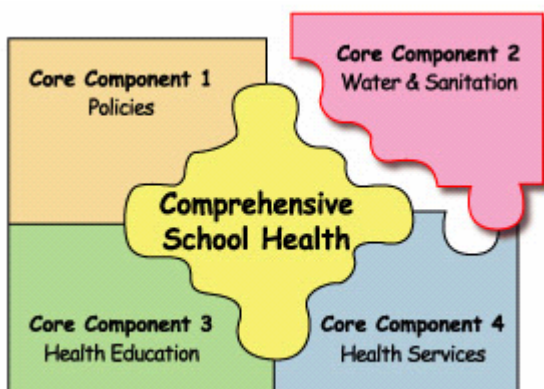 Core Component 1
Policies
Core Component 2
Water & Sanitation
Comprehensive
School Health
Core Component 3
Health Education
Core Component 4
Health Services